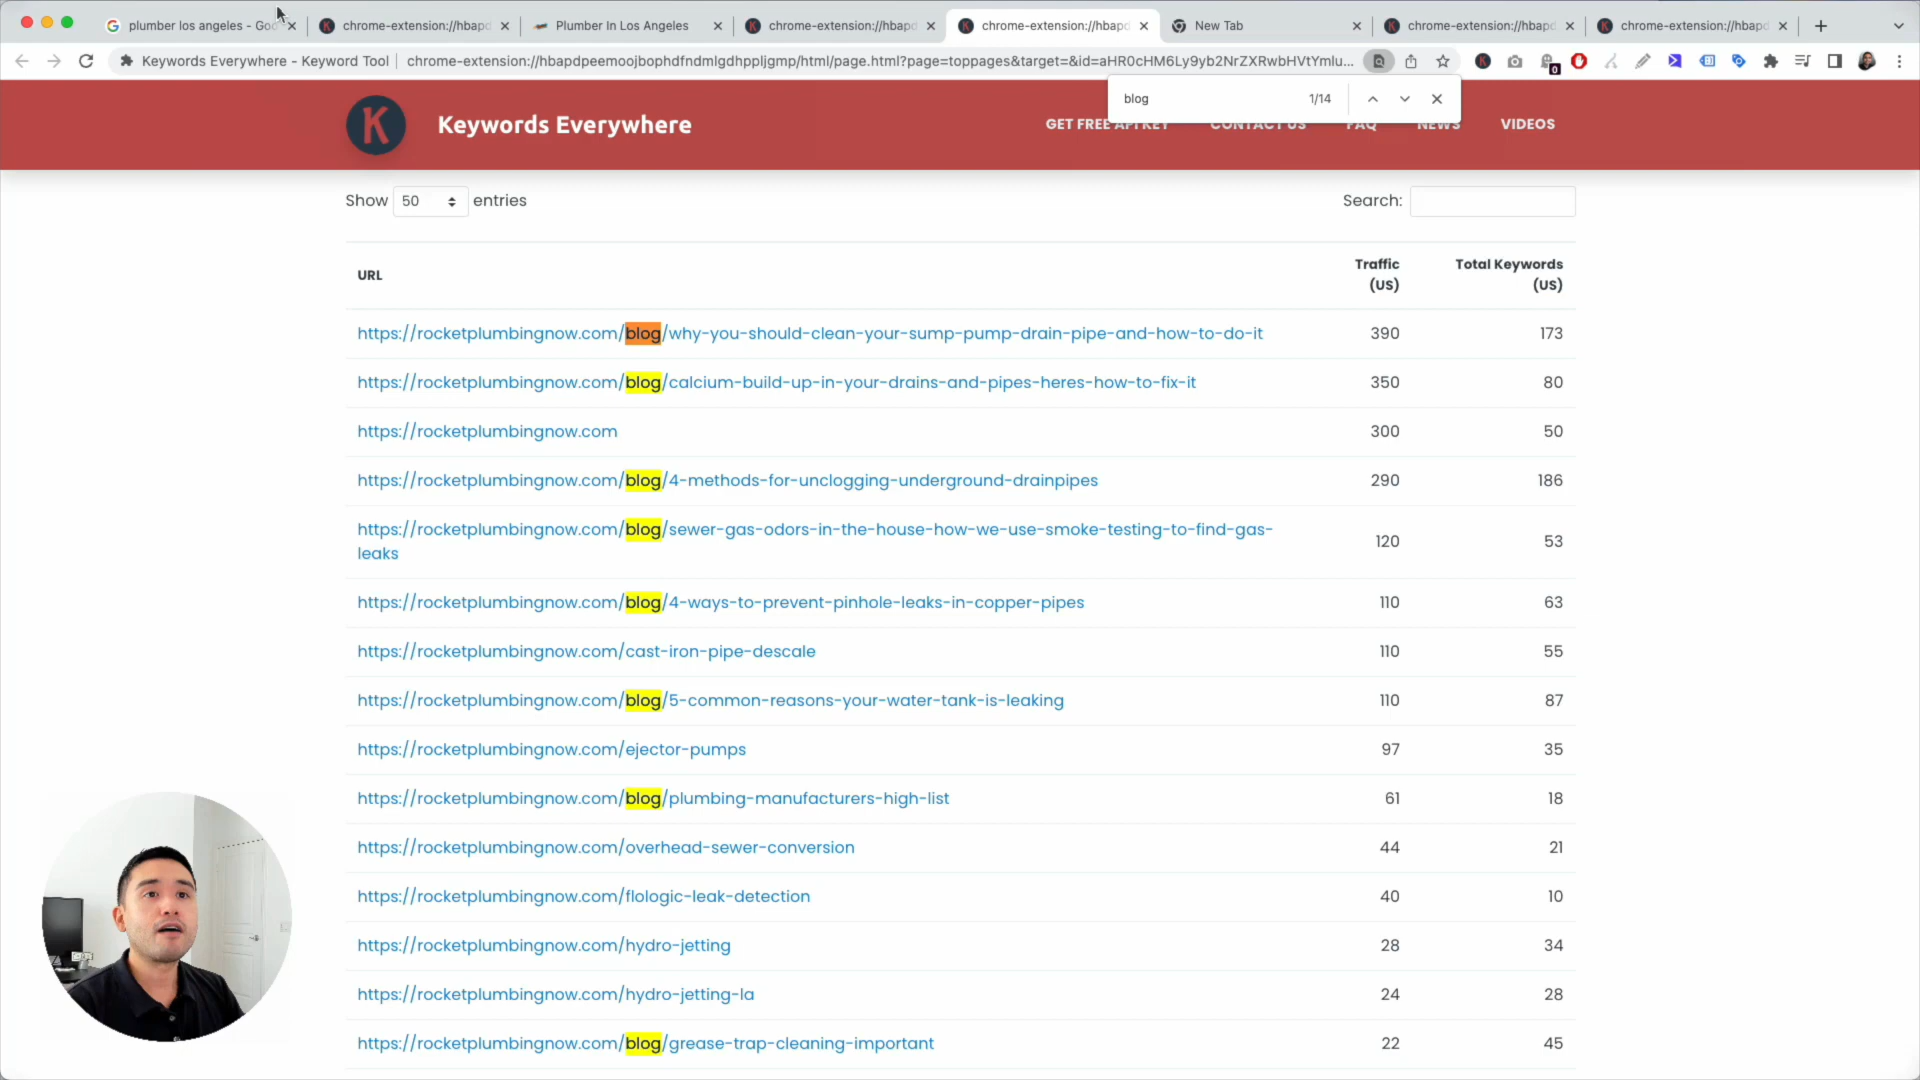 plumber los angeles - Goo
chrome-extension://hbapd
Plumber In Los Angeles
chrome-extension://hbapd
chrome-extension://hbapd
New Tab
chrome-extension://hbapd
chrome-extension://hbapd
Keywords Everywhere - Keyword Tool
chrome-extension://hbapdpeemoojbophdfndmlgdhppljgmp/html/page.html?page=toppages&target=&id=aHR0cHM6Ly9yb2NrZXRwbHVtYmlu...
0
blog 1/14
K
Keywords Everywhere
GET FREE API KEY
CONTACT US
FAQ
NEWS
VIDEOS
Show 50 entries
Search:
URL
Traffic (US)
Total Keywords (US)
https://rocketplumbingnow.com/blog/why-you-should-clean-your-sump-pump-drain-pipe-and-how-to-do-it 390 173
https://rocketplumbingnow.com/blog/calcium-build-up-in-your-drains-and-pipes-heres-how-to-fix-it 350 80
https://rocketplumbingnow.com 300 50
https://rocketplumbingnow.com/blog/4-methods-for-unclogging-underground-drainpipes 290 186
https://rocketplumbingnow.com/blog/sewer-gas-odors-in-the-house-how-we-use-smoke-testing-to-find-gas-
leaks 120 53
https://rocketplumbingnow.com/blog/4-ways-to-prevent-pinhole-leaks-in-copper-pipes 110 63
https://rocketplumbingnow.com/cast-iron-pipe-descale 110 55
https://rocketplumbingnow.com/blog/5-common-reasons-your-water-tank-is-leaking 110 87
https://rocketplumbingnow.com/ejector-pumps 97 35
https://rocketplumbingnow.com/blog/plumbing-manufacturers-high-list 61 18
https://rocketplumbingnow.com/overhead-sewer-conversion 44 21
https://rocketplumbingnow.com/flologic-leak-detection 40 10
https://rocketplumbingnow.com/hydro-jetting 28 34
https://rocketplumbingnow.com/hydro-jetting-la 24 28
https://rocketplumbingnow.com/blog/grease-trap-cleaning-important 22 45